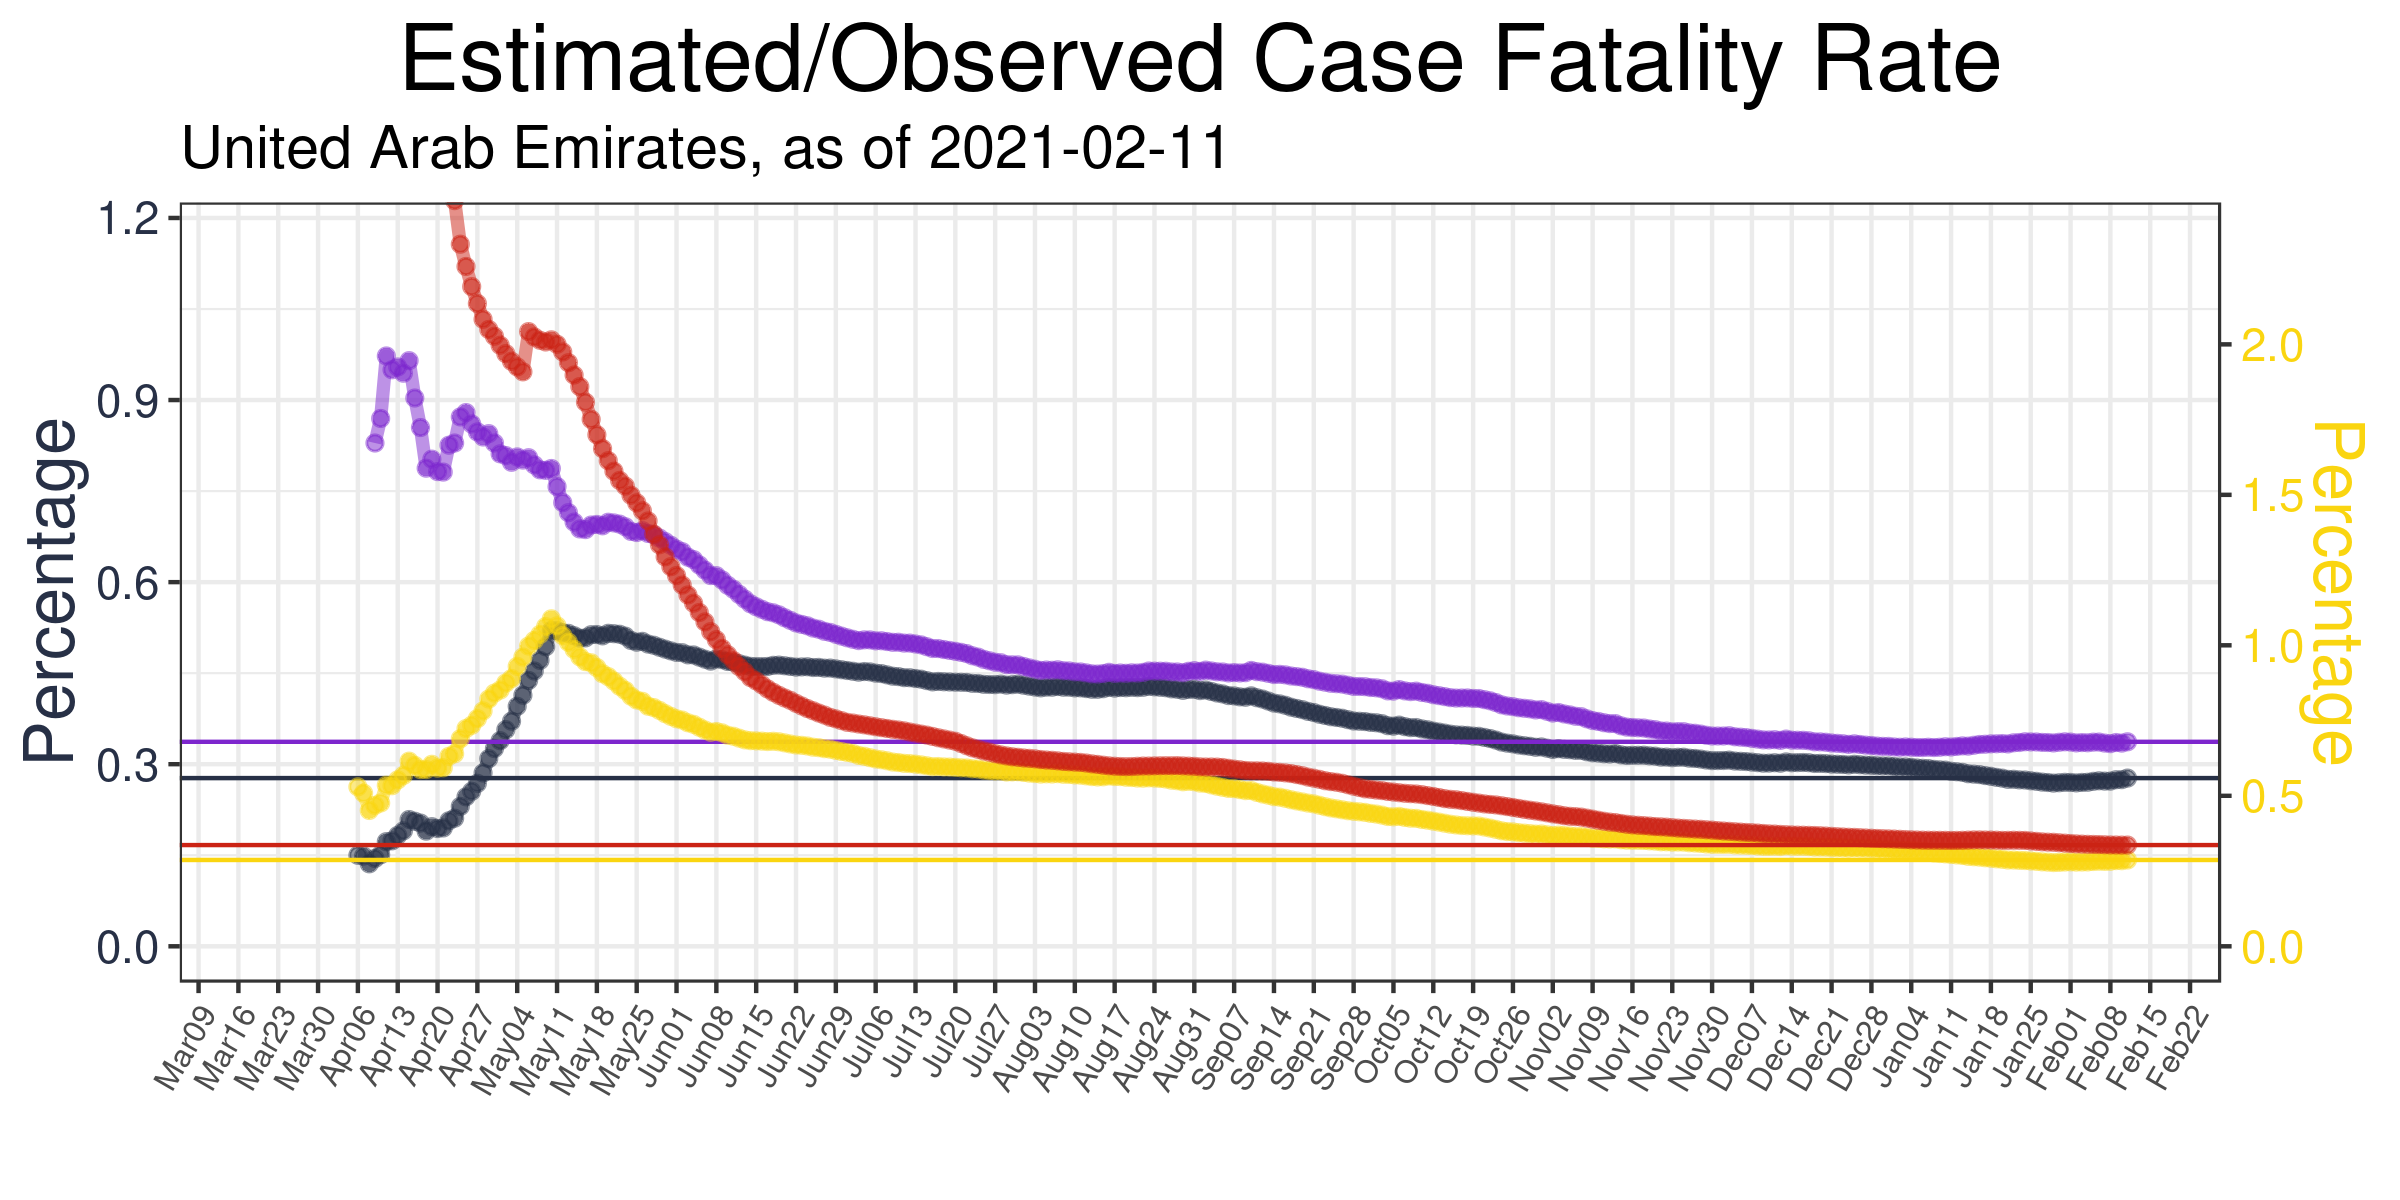 Estimated/Observed Case Fatality Rate
United Arab Emirates, as of 2021-02-11
Percentage
1.2
0.9
0.6
0.3
0.0
2.0
1.5
1.0
0.5
0.0
Percentage
Mar09 Mar16 Mar23 Mar30 Apr06 Apr13 Apr20 Apr27 May04 May11 May18 May25 Jun01 Jun08 Jun15 Jun22 Jun29 Jul06 Jul13 Jul20 Jul27 Aug03 Aug10 Aug17 Aug24 Aug31 Sep07 Sep14 Sep21 Sep28 Oct05 Oct12 Oct19 Oct26 Nov02 Nov09 Nov16 Nov23 Nov30 Dec07 Dec14 Dec21 Dec28 Jan04 Jan11 Jan18 Jan25 Feb01 Feb08 Feb15 Feb22